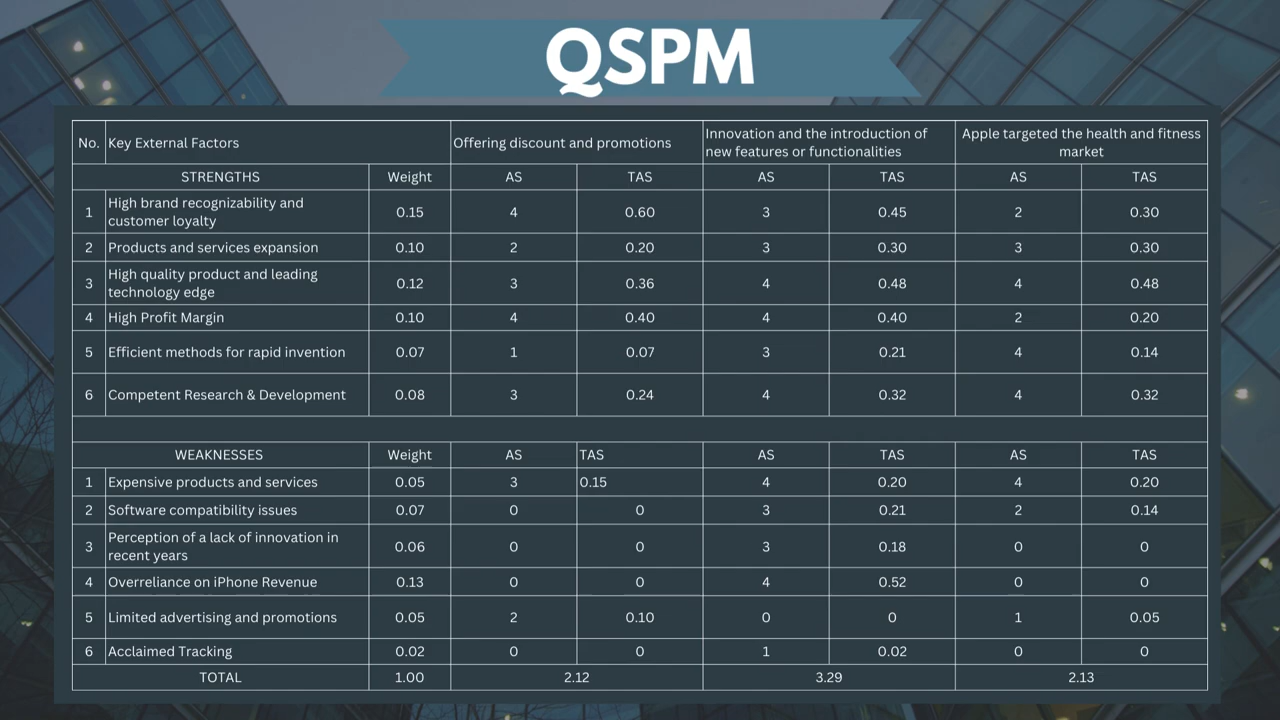 QSPM
No. Key External Factors Offering discount and promotions Innovation and the introduction of new features or functionalities Apple targeted the health and fitness market
STRENGTHS Weight AS TAS AS TAS AS TAS
1 High brand recognizability and customer loyalty 0.15 4 0.60 3 0.45 2 0.30
2 Products and services expansion 0.10 2 0.20 3 0.30 3 0.30
3 High quality product and leading technology edge 0.12 3 0.36 4 0.48 4 0.48
4 High Profit Margin 0.10 4 0.40 4 0.40 2 0.20
5 Efficient methods for rapid invention 0.07 1 0.07 3 0.21 4 0.14
6 Competent Research & Development 0.08 3 0.24 4 0.32 4 0.32
WEAKNESSES Weight AS TAS AS TAS AS TAS
1 Expensive products and services 0.05 3 0.15 4 0.20 4 0.20
2 Software compatibility issues 0.07 0 0 3 0.21 2 0.14
3 Perception of a lack of innovation in recent years 0.06 0 0 3 0.18 0 0
4 Overreliance on iPhone Revenue 0.13 0 0 4 0.52 0 0
5 Limited advertising and promotions 0.05 2 0.10 0 0 1 0.05
6 Acclaimed Tracking 0.02 0 0 1 0.02 0 0
TOTAL 1.00 2.12 3.29 2.13